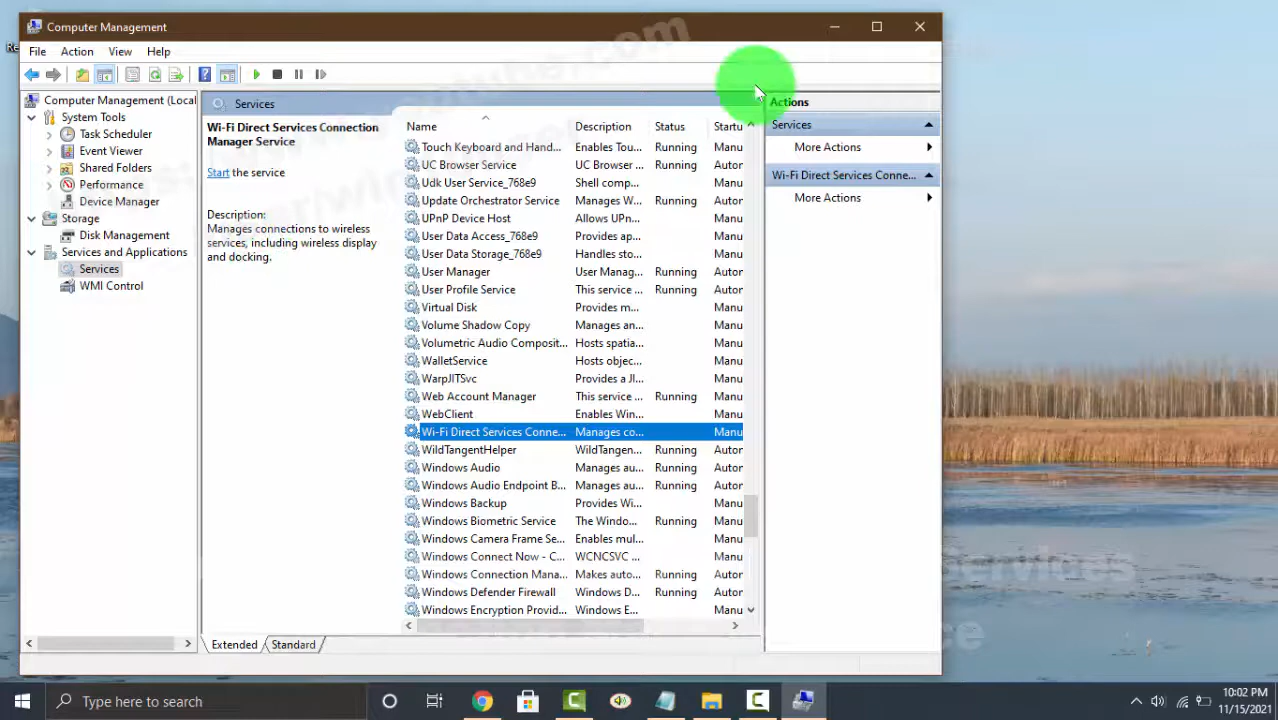 Computer Management
File Action View Help
Computer Management (Local
System Tools
Task Scheduler
Event Viewer
Shared Folders
Performance
Device Manager
Storage
Disk Management
Services and Applications
Services
WMI Control
Services
Wi-Fi Direct Services Connection
Manager Service
Start the service
Description:
Manages connections to wireless
services, including wireless display
and docking.
Name Description Status Startu
Touch Keyboard and Hand... Enables Tou... Running Manu
UC Browser Service UC Browser ... Running Autor
Udk User Service_768e9 Shell comp... Manu
Update Orchestrator Service Manages W... Running Autor
UPnP Device Host Allows UPn... Manu
User Data Access_768e9 Provides ap... Manu
User Data Storage_768e9 Handles sto... Manu
User Manager User Manag... Running Autor
User Profile Service This service ... Running Autor
Virtual Disk Provides m... Manu
Volume Shadow Copy Manages an... Manu
Volumetric Audio Composit... Hosts spatia... Manu
WalletService Hosts objec... Manu
WarpJITSvc Provides a JI... Manu
Web Account Manager This service ... Running Manu
WebClient Enables Win... Manu
Wi-Fi Direct Services Conne... Manages co... Manu
WildTangentHelper WildTangen... Running Autor
Windows Audio Manages au... Running Autor
Windows Audio Endpoint B... Manages au... Running Autor
Windows Backup Provides Wi... Manu
Windows Biometric Service The Windo... Running Manu
Windows Camera Frame Se... Enables mul... Manu
Windows Connect Now - C... WCNCSVC ... Manu
Windows Connection Mana... Makes auto... Running Autor
Windows Defender Firewall Windows D... Running Autor
Windows Encryption Provid... Windows E... Manu
Extended Standard
Actions
Services
More Actions
Wi-Fi Direct Services Conne...
More Actions
Type here to search
10:02 PM
11/15/2021